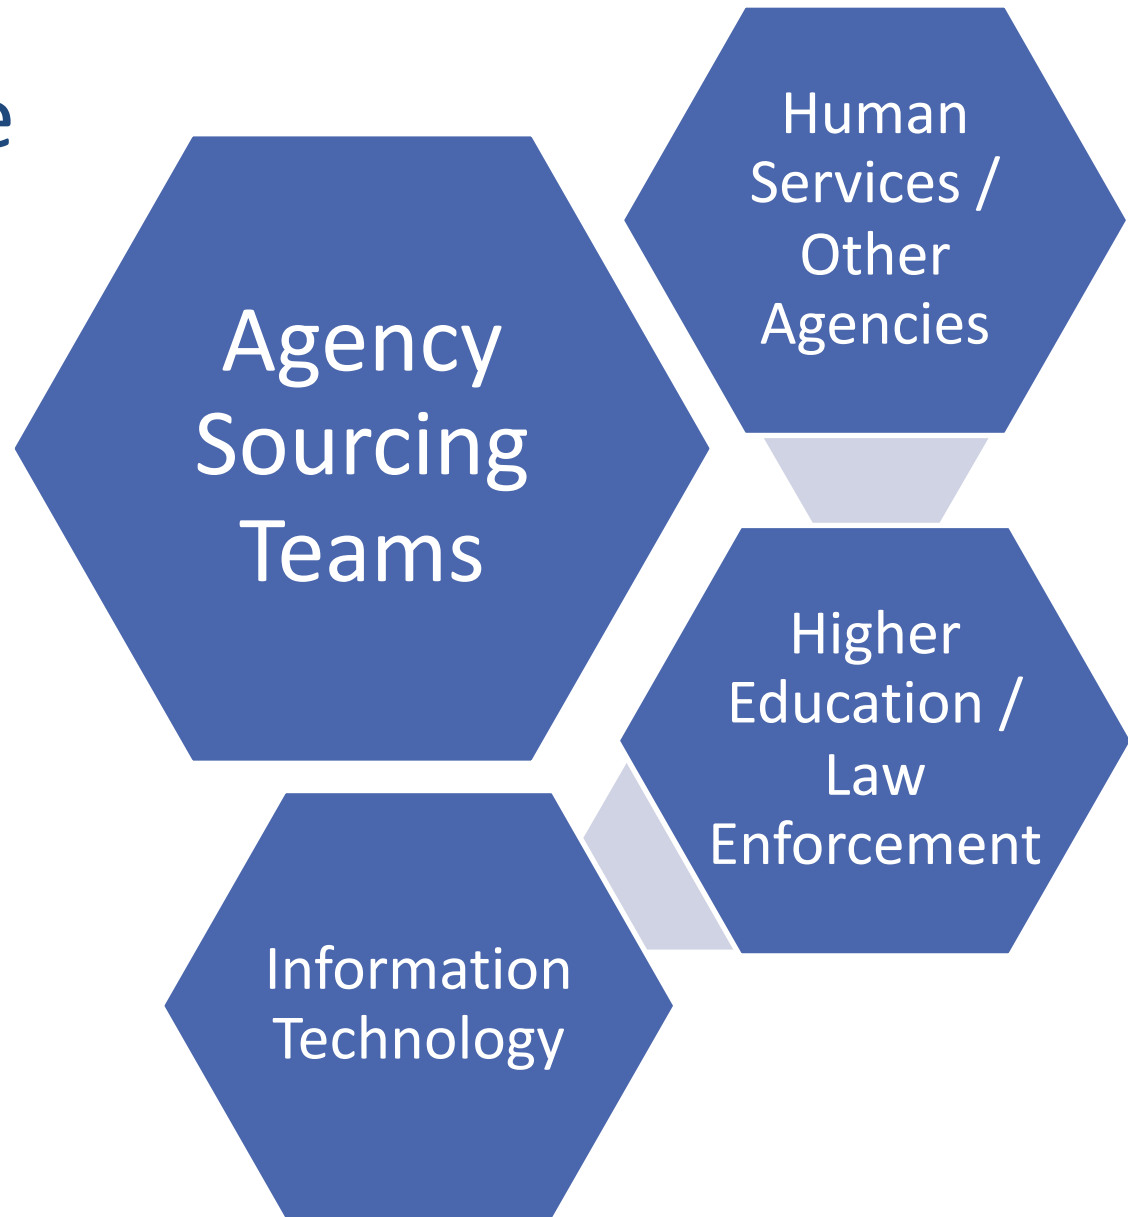 e
Agency
Sourcing
Teams
Human
Services /
Other
Agencies
Higher
Education /
Law
Enforcement
Information
Technology